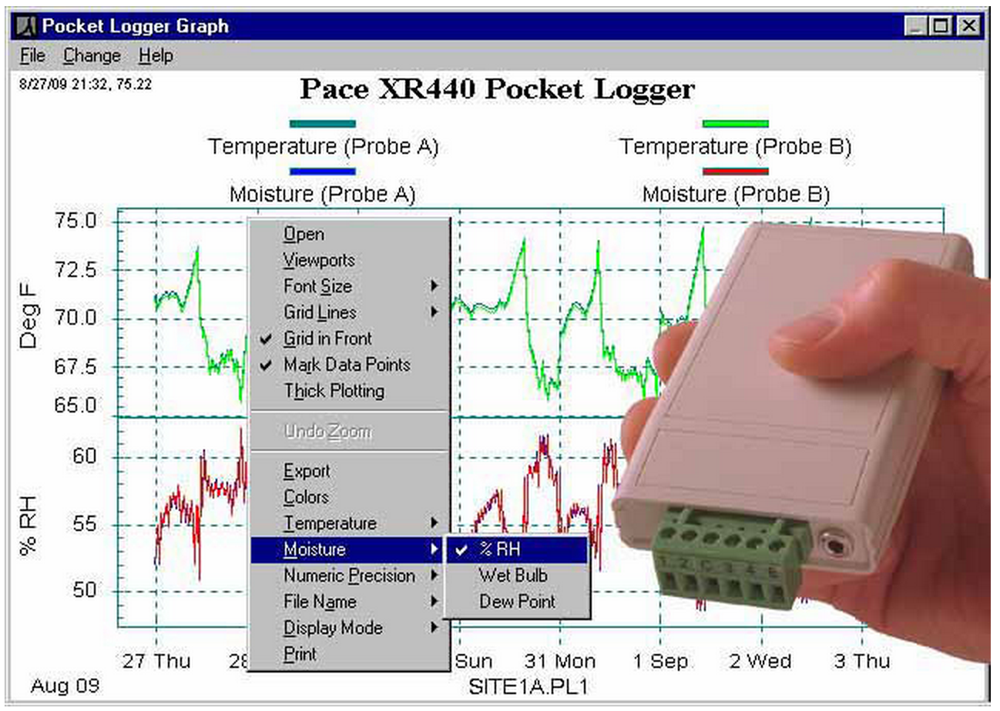 Pocket Logger Graph
File Change Help
8/27/09 21:32, 75.22
Pace XR440 Pocket Logger
Temperature (Probe A) Temperature (Probe B)
Moisture (Probe A) Moisture (Probe B)
Deg F
75.0
72.5
70.0
67.5
65.0
% RH
60
55
50
Open
Viewports
Font Size
Grid Lines
Grid in Front
Mark Data Points
Thick Plotting
Undo Zoom
Export
Colors
Temperature
Moisture
Numeric Precision
File Name
Display Mode
Print
% RH
Wet Bulb
Dew Point
1 2 C 3 4 E
27 Thu 28 Sun 31 Mon 1 Sep 2 Wed 3 Thu
Aug 09 SITE1A.PL1